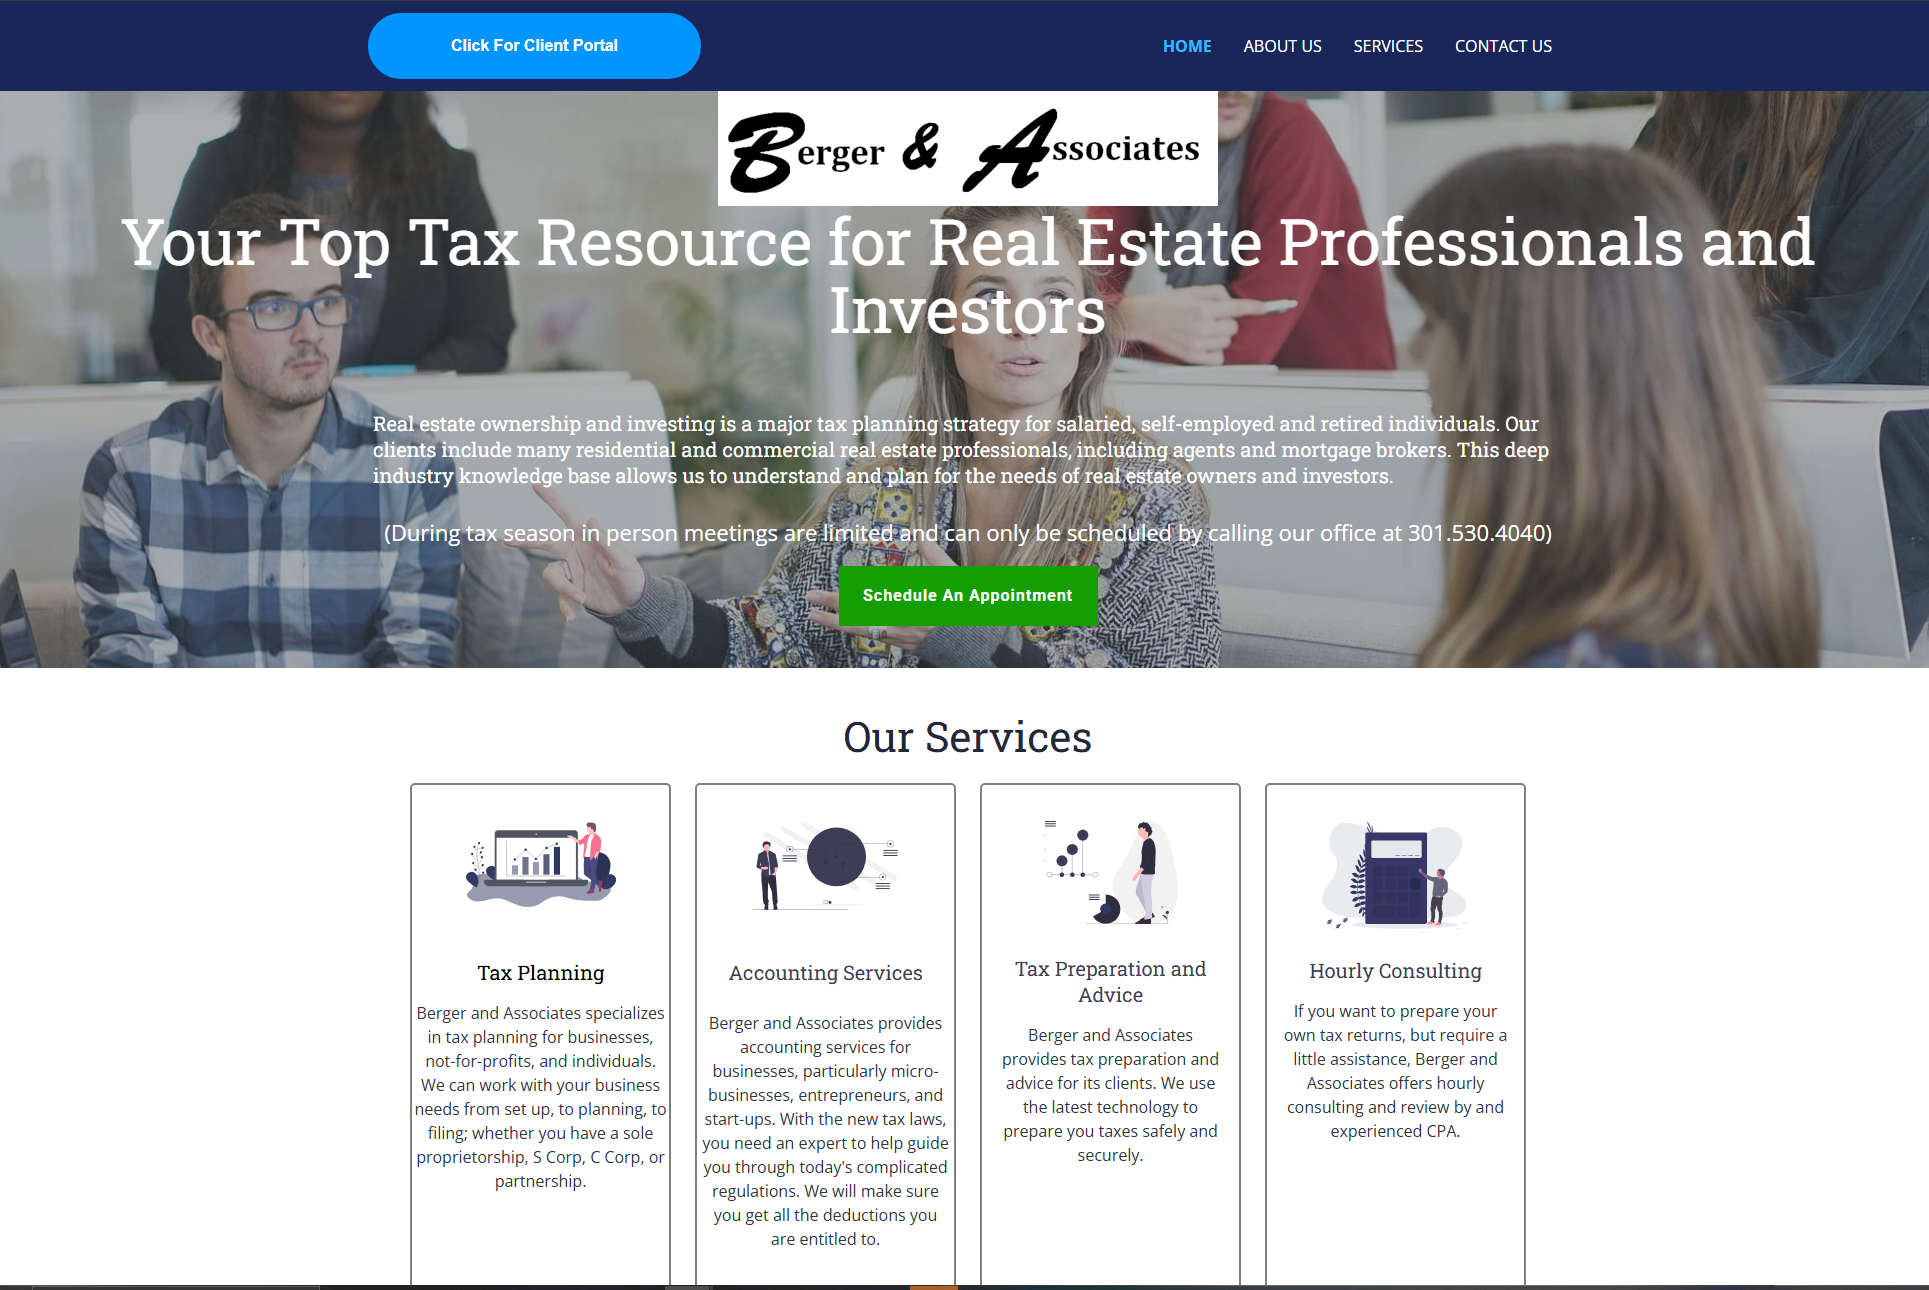 Click For Client Portal
HOME
ABOUT US
SERVICES
CONTACT US
Berger & Associates
Your Top Tax Resource for Real Estate Professionals and
Investors
Real estate ownership and investing is a major tax planning strategy for salaried, self-employed and retired individuals. Our
clients include many residential and commercial real estate professionals, including agents and mortgage brokers. This deep
industry knowledge base allows us to understand and plan for the needs of real estate owners and investors.
(During tax season in person meetings are limited and can only be scheduled by calling our office at 301.530.4040)
Schedule An Appointment
Our Services
Tax Planning
Berger and Associates specializes
in tax planning for businesses,
not-for-profits, and individuals.
We can work with your business
needs from set up, to planning, to
filing; whether you have a sole
proprietorship, S Corp, C Corp, or
partnership.
Accounting Services
Berger and Associates provides
accounting services for
businesses, particularly micro-
businesses, entrepreneurs, and
start-ups. With the new tax laws,
you need an expert to help guide
you through today's complicated
regulations. We will make sure
you get all the deductions you
are entitled to.
Tax Preparation and
Advice
Berger and Associates
provides tax preparation and
advice for its clients. We use
the latest technology to
prepare you taxes safely and
securely.
Hourly Consulting
If you want to prepare your
own tax returns, but require a
little assistance, Berger and
Associates offers hourly
consulting and review by and
experienced CPA.